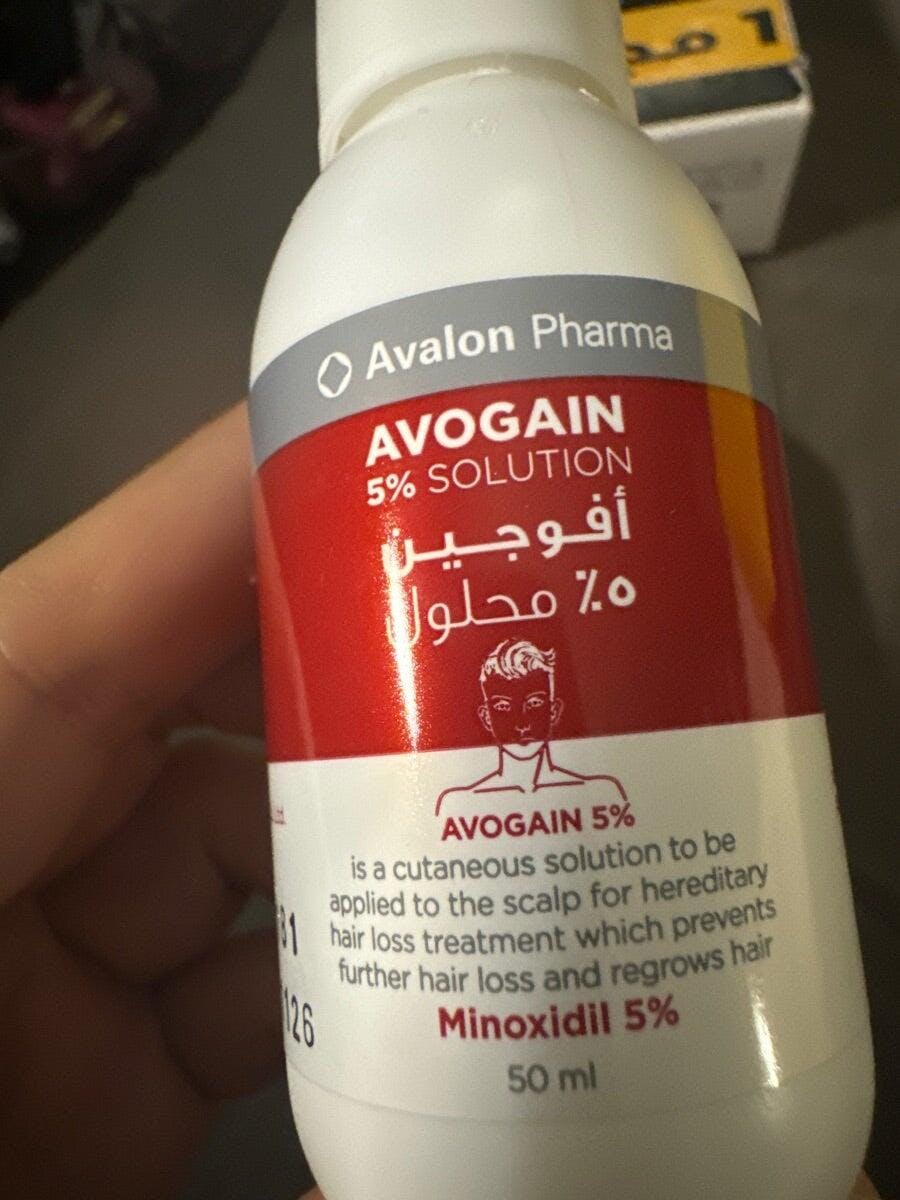 Avalon Pharma
AVOGAIN
5% SOLUTION
أفوجين
٥٪ محلول
AVOGAIN 5%
is a cutaneous solution to be
applied to the scalp for hereditary
hair loss treatment which prevents
further hair loss and regrows hair
Minoxidil 5%
50 ml